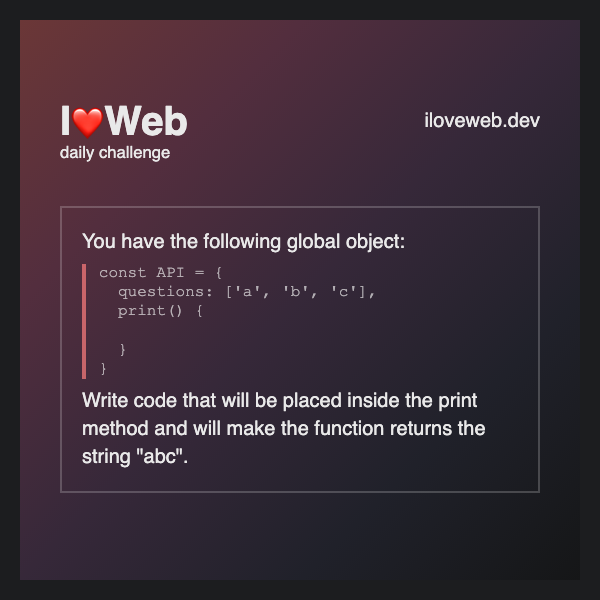 I❤️Web
iloveweb.dev
daily challenge
You have the following global object:
const API = {
  questions: ['a', 'b', 'c'],
  print() {

  }
}
Write code that will be placed inside the print
method and will make the function returns the
string "abc".